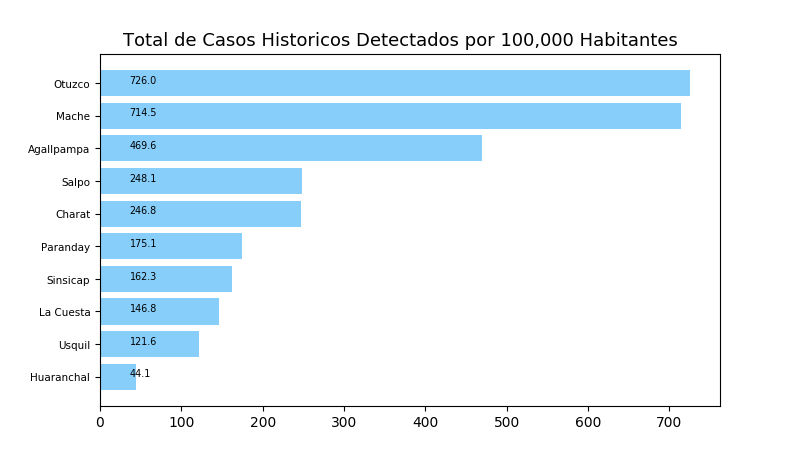 Total de Casos Historicos Detectados por 100,000 Habitantes
Otuzco 726.0
Mache 714.5
Agallpampa 469.6
Salpo 248.1
Charat 246.8
Paranday 175.1
Sinsicap 162.3
La Cuesta 146.8
Usquil 121.6
Huaranchal 44.1
0 100 200 300 400 500 600 700